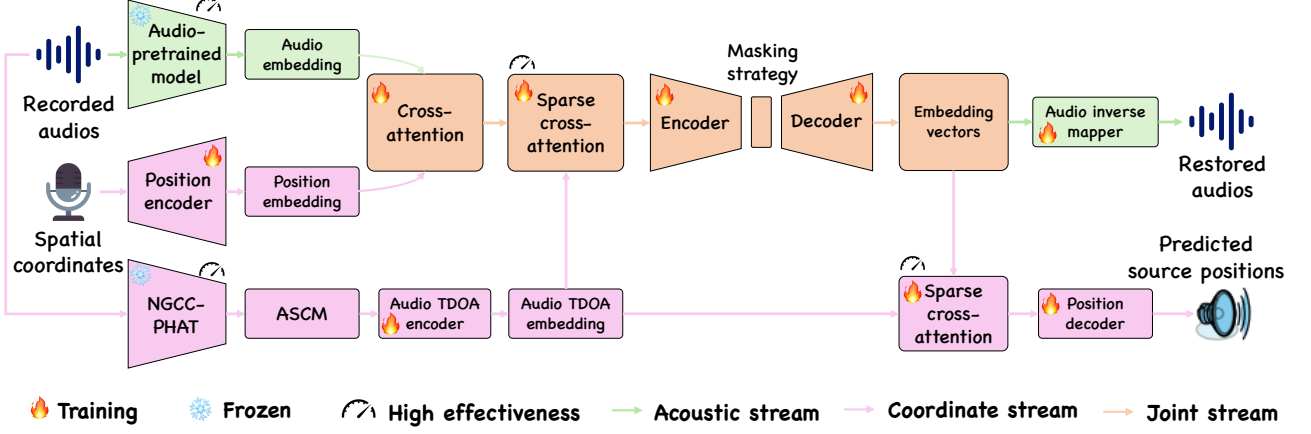 Audio-
pretrained
model
Audio
embedding
Recorded
audios
Cross-
attention
Sparse
cross-
attention
Masking
strategy
Encoder
Decoder
Embedding
vectors
Audio inverse
mapper
Restored
audios
Position
encoder
Position
embedding
Spatial
coordinates
NGCC-
PHAT
ASCM
Audio TDOA
encoder
Audio TDOA
embedding
Sparse
cross-
attention
Position
decoder
Predicted
source positions
Training
Frozen
High effectiveness
Acoustic stream
Coordinate stream
Joint stream